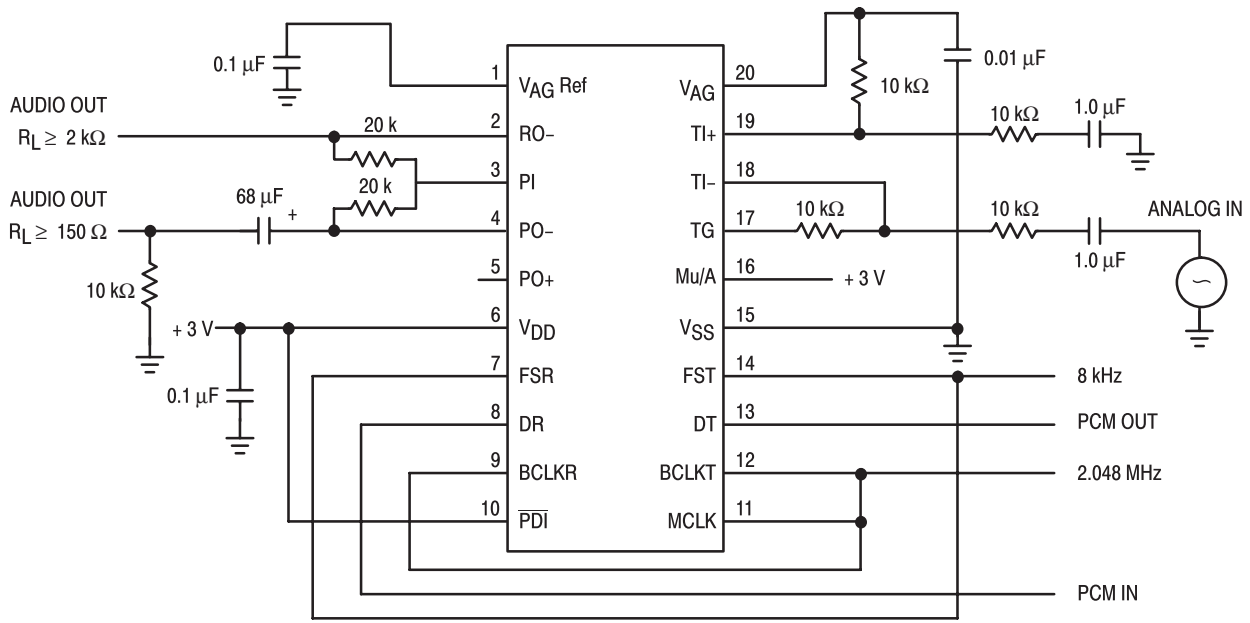 0.1 μF
1
V_AG Ref
20
V_AG
10 kΩ
0.01 μF
AUDIO OUT
R_L ≥ 2 kΩ
2
RO–
20 k
19
TI+
10 kΩ
1.0 μF
3
PI
20 k
18
TI–
AUDIO OUT
R_L ≥ 150 Ω
68 μF
+
4
PO–
17
TG
10 kΩ
10 kΩ
1.0 μF
ANALOG IN
10 kΩ
5
PO+
16
Mu/A
+ 3 V
+ 3 V
6
V_DD
15
V_SS
0.1 μF
7
FSR
14
FST
8 kHz
8
DR
13
DT
PCM OUT
9
BCLKR
12
BCLKT
2.048 MHz
10
PDI
11
MCLK
PCM IN